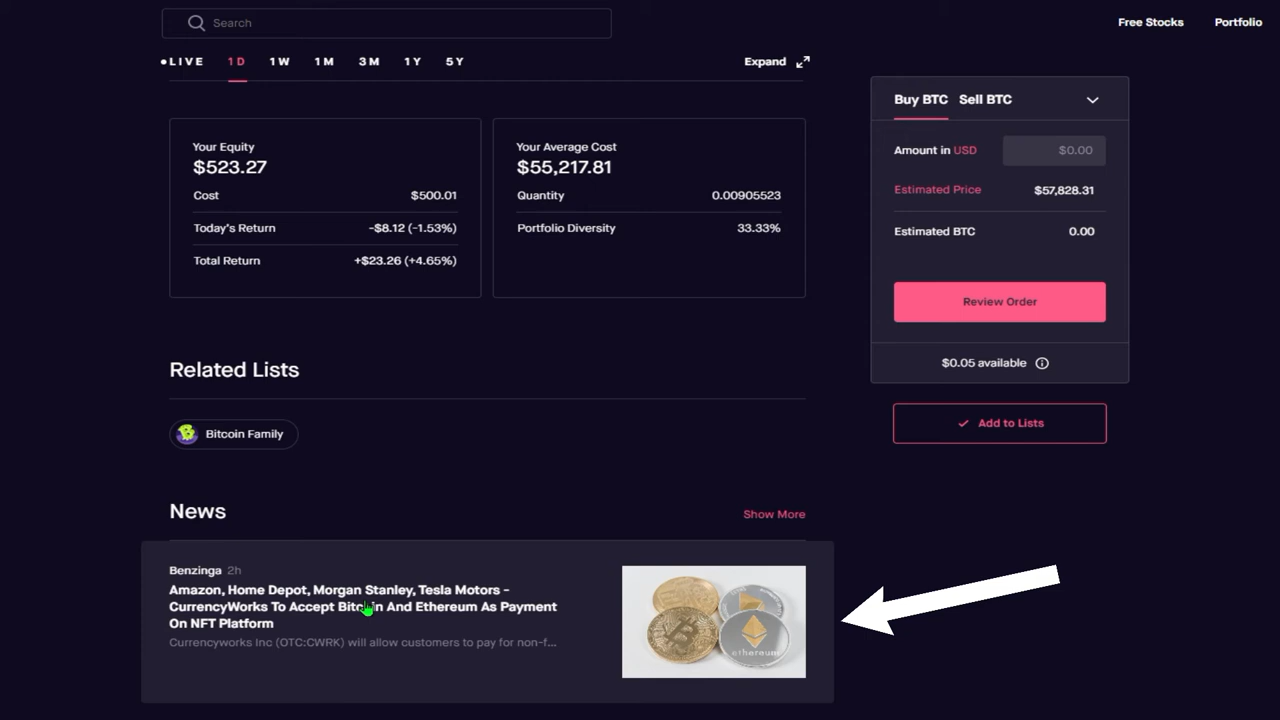 Search
Free Stocks
Portfolio
LIVE
1D
1W
1M
3M
1Y
5Y
Expand
Your Equity
$523.27
Cost $500.01
Today's Return -$8.12 (-1.53%)
Total Return +$23.26 (+4.65%)
Your Average Cost
$55,217.81
Quantity 0.00905523
Portfolio Diversity 33.33%
Buy BTC Sell BTC
Amount in USD $0.00
Estimated Price $57,828.31
Estimated BTC 0.00
Review Order
$0.05 available
Add to Lists
Related Lists
Bitcoin Family
News
Show More
Benzinga 2h
Amazon, Home Depot, Morgan Stanley, Tesla Motors -
CurrencyWorks To Accept Bitcoin And Ethereum As Payment
On NFT Platform
Currencyworks Inc (OTC:CWRK) will allow customers to pay for non-f...
ethereum